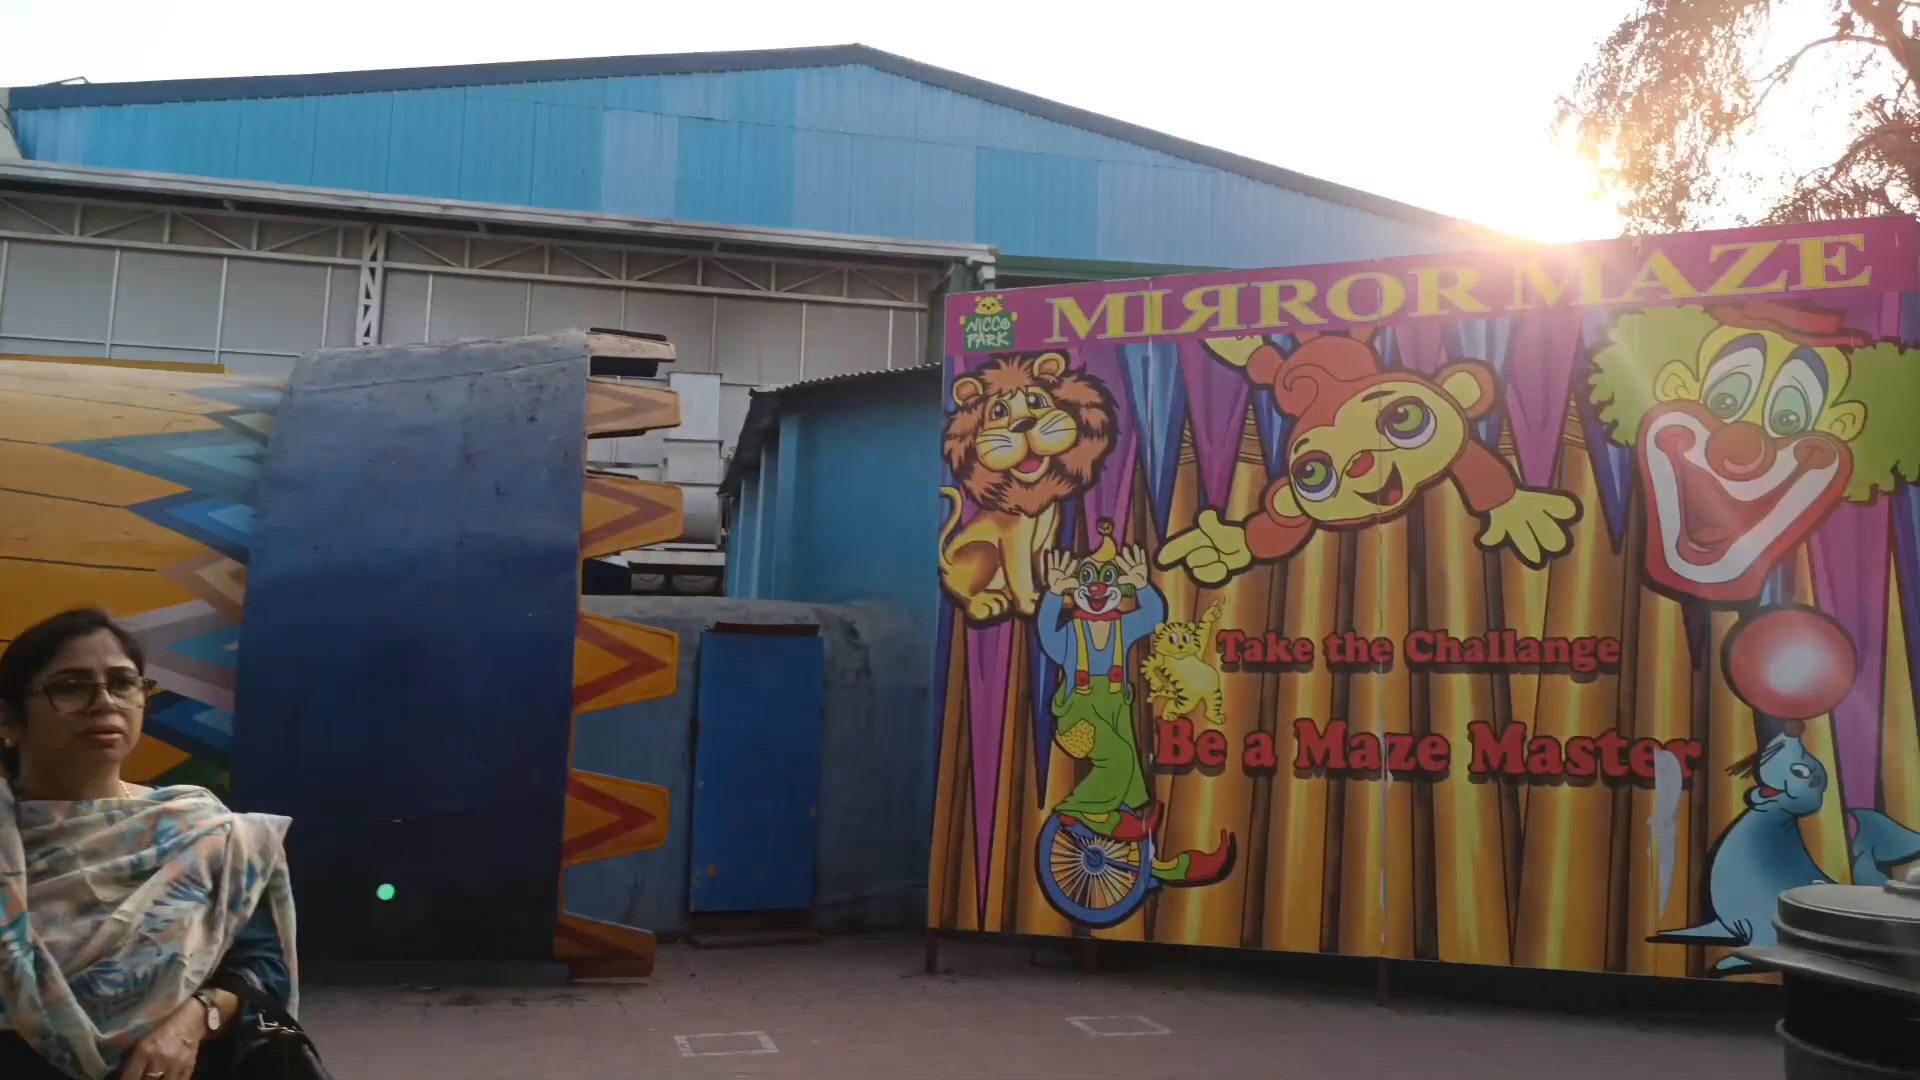 NICCO
PARK
MIЯROR MAZE
Take the Challange
Be a Maze Master